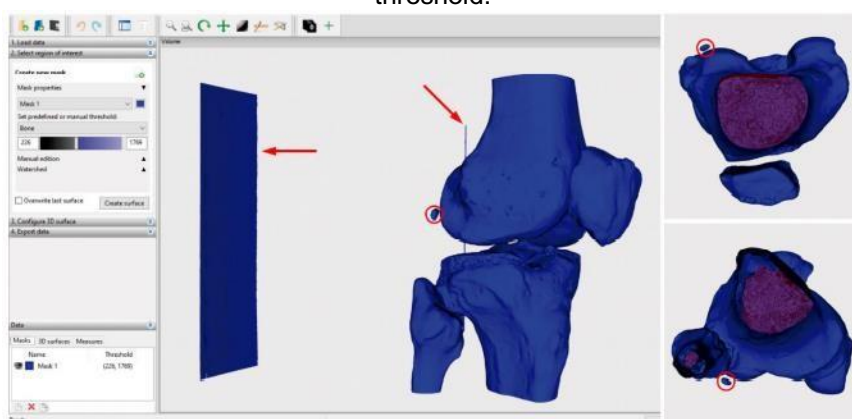 threshold.
1. Load data
2. Select region of interest
Volume
Create new mask
Mask properties
Mask 1
Set predefined or manual threshold:
Bone
226 1768
Manual edition
Watershed
Overwrite last surface Create surface
3. Configure 3D surface
4. Export data
Data
Masks 3D surfaces Measures
Name Threshold
Mask 1 (226, 1768)